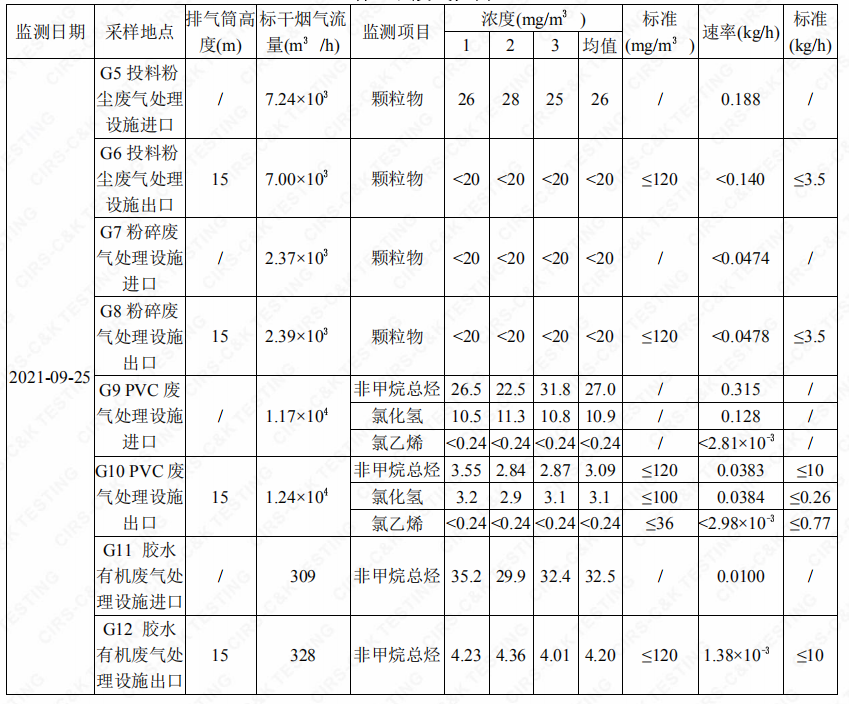 监测日期 采样地点 排气筒高度(m) 标干烟气流量(m³/h) 监测项目 浓度(mg/m³) 标准(mg/m³) 速率(kg/h) 标准(kg/h)
1 2 3 均值
2021-09-25
G5 投料粉尘废气处理设施进口 / 7.24×10³ 颗粒物 26 28 25 26 / 0.188 /
G6 投料粉尘废气处理设施出口 15 7.00×10³ 颗粒物 <20 <20 <20 <20 ≤120 <0.140 ≤3.5
G7 粉碎废气处理设施进口 / 2.37×10³ 颗粒物 <20 <20 <20 <20 / <0.0474 /
G8 粉碎废气处理设施出口 15 2.39×10³ 颗粒物 <20 <20 <20 <20 ≤120 <0.0478 ≤3.5
G9 PVC 废气处理设施进口 / 1.17×10⁴ 非甲烷总烃 26.5 22.5 31.8 27.0 / 0.315 /
氯化氢 10.5 11.3 10.8 10.9 / 0.128 /
氯乙烯 <0.24 <0.24 <0.24 <0.24 / <2.81×10⁻³ /
G10 PVC 废气处理设施出口 15 1.24×10⁴ 非甲烷总烃 3.55 2.84 2.87 3.09 ≤120 0.0383 ≤10
氯化氢 3.2 2.9 3.1 3.1 ≤100 0.0384 ≤0.26
氯乙烯 <0.24 <0.24 <0.24 <0.24 ≤36 <2.98×10⁻³ ≤0.77
G11 胶水有机废气处理设施进口 / 309 非甲烷总烃 35.2 29.9 32.4 32.5 / 0.0100 /
G12 胶水有机废气处理设施出口 15 328 非甲烷总烃 4.23 4.36 4.01 4.20 ≤120 1.38×10⁻³ ≤10
CIRS-C&K TESTING